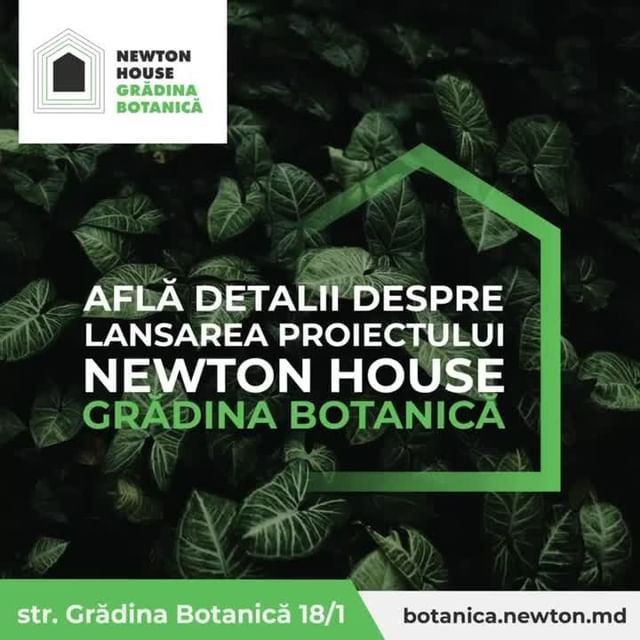 NEWTON
HOUSE
GRĂDINA
BOTANICĂ
AFLĂ DETALII DESPRE
LANSAREA PROIECTULUI
NEWTON HOUSE
GRĂDINA BOTANICĂ
str. Grădina Botanică 18/1
botanica.newton.md